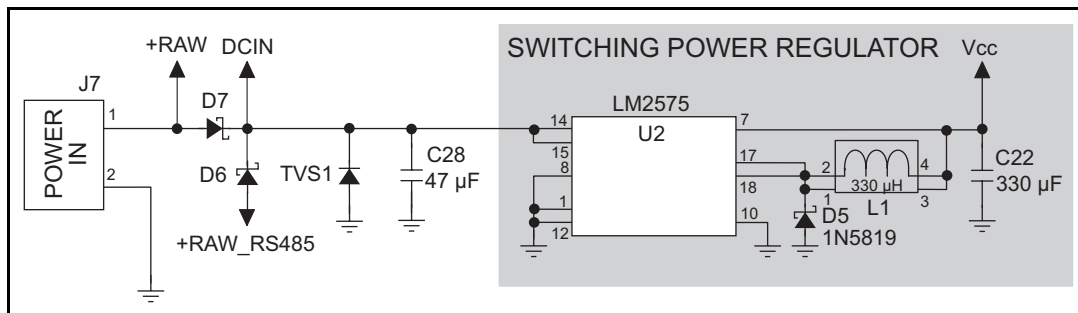 SWITCHING POWER REGULATOR
+RAW
DCIN
Vcc
J7
LM2575
U2
POWER IN
1
2
D7
D6
+RAW_RS485
TVS1
C28
47 µF
14
15
8
1
12
7
17
18
10
2
4
330 µH
1
3
L1
D5
1N5819
C22
330 µF